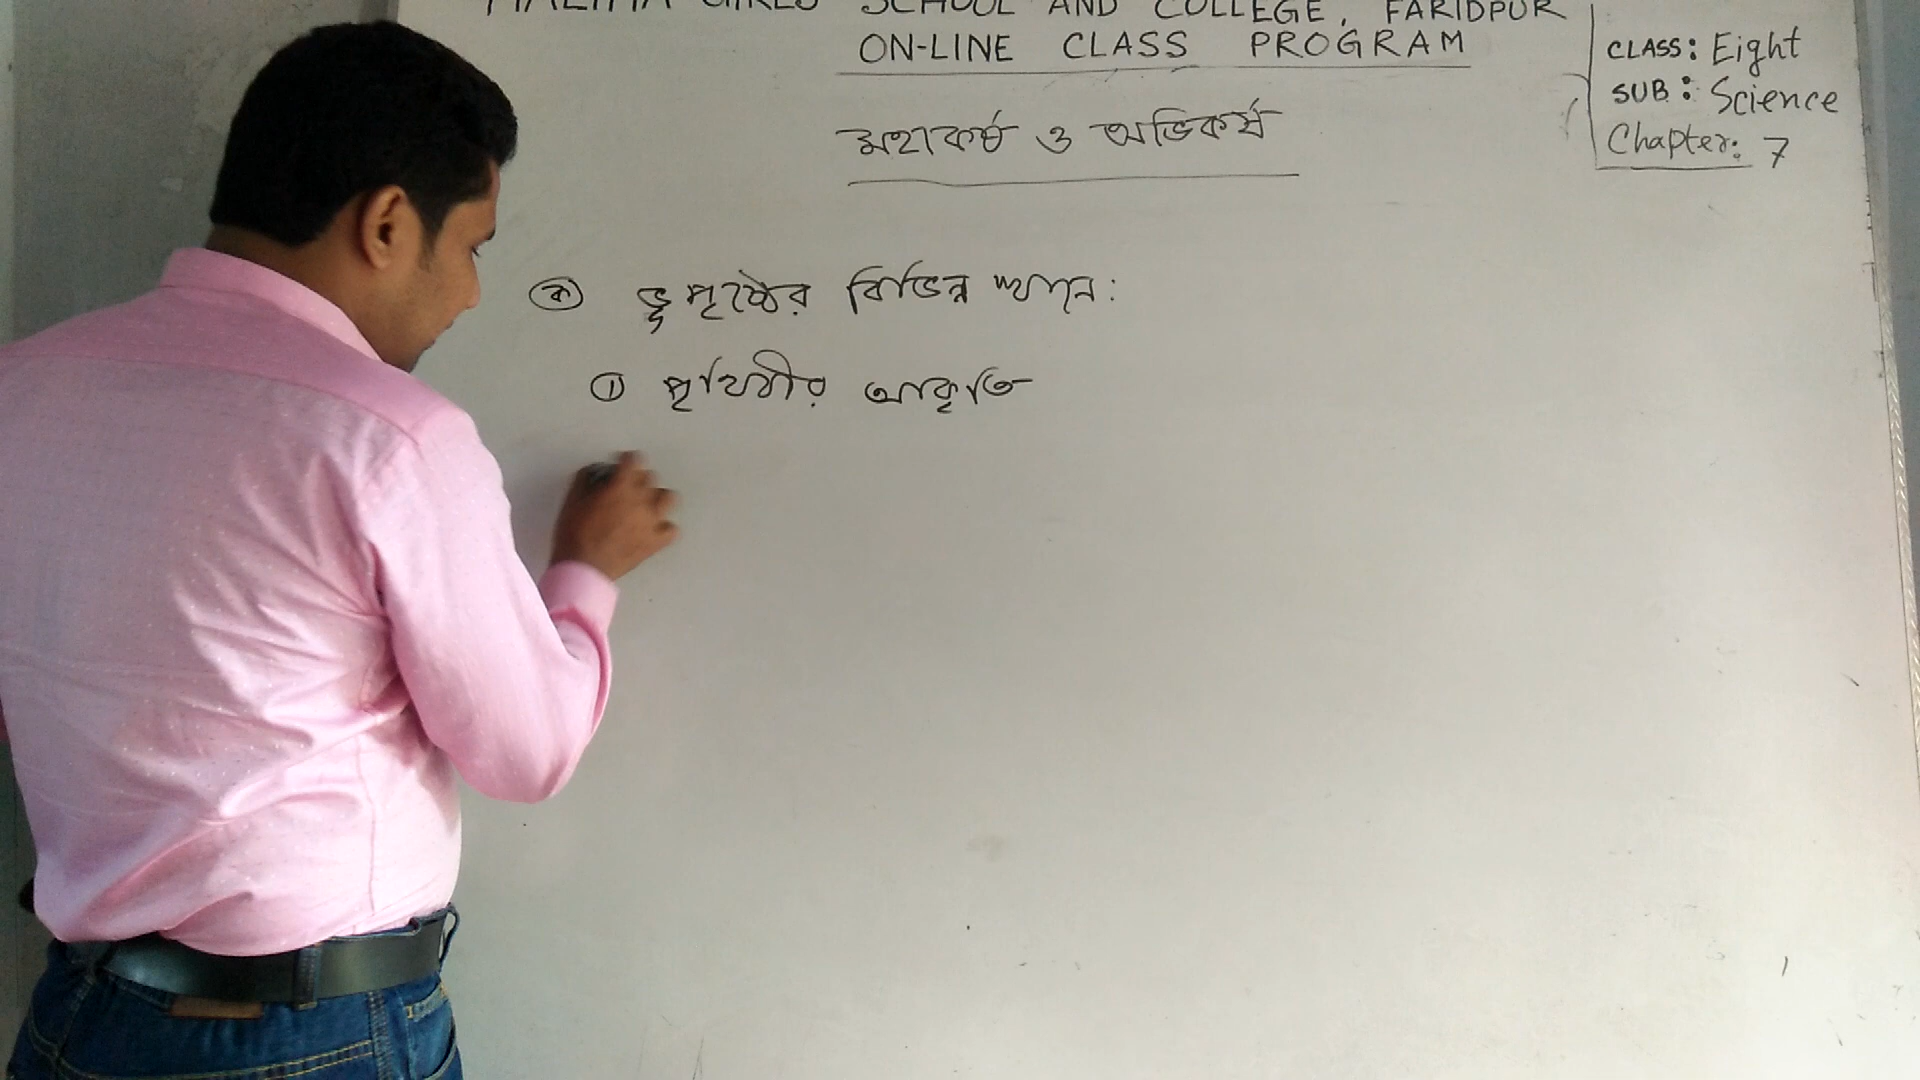 GIRLS SCHOOL AND COLLEGE, FARIDPUR
ON-LINE CLASS PROGRAM
মহাকর্ষ ও অভিকর্ষ
CLASS: Eight
SUB: Science
Chapter: 7
ক ভূপৃষ্ঠের বিভিন্ন স্থানে:
① পৃথিবীর আকৃতি